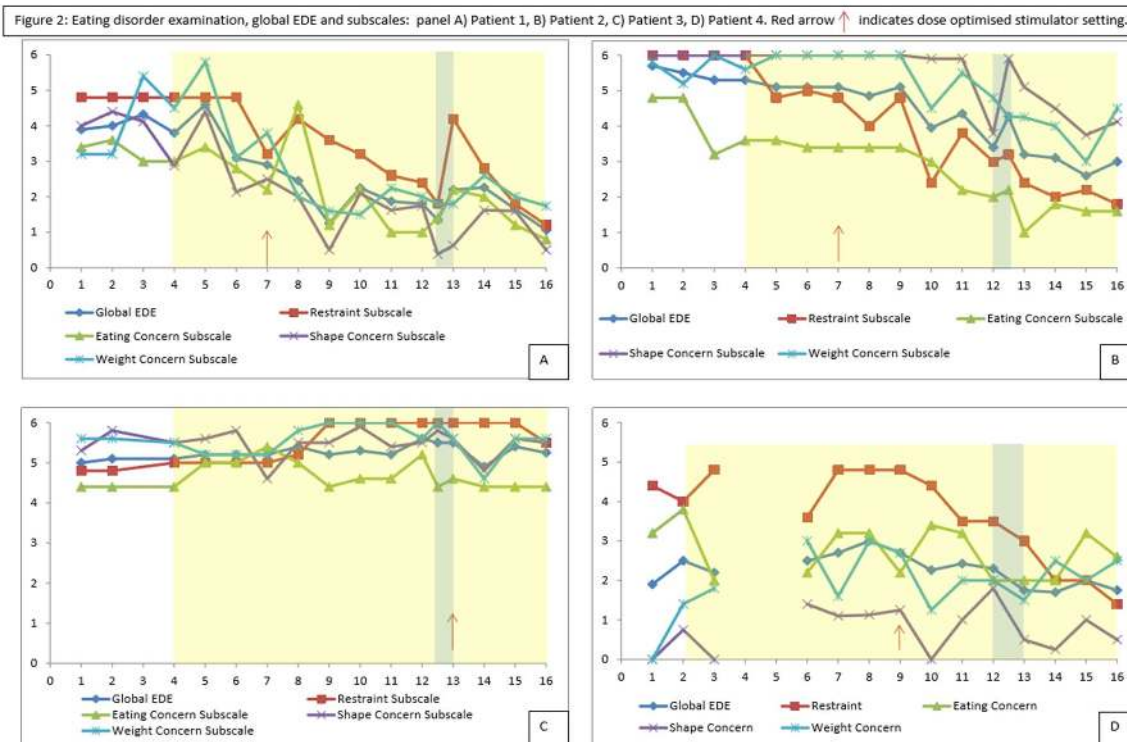 Figure 2: Eating disorder examination, global EDE and subscales: panel A) Patient 1, B) Patient 2, C) Patient 3, D) Patient 4. Red arrow ↑ indicates dose optimised stimulator setting.
6
5
4
3
2
1
0
0 1 2 3 4 5 6 7 8 9 10 11 12 13 14 15 16
Global EDE Restraint Subscale
Eating Concern Subscale Shape Concern Subscale
Weight Concern Subscale
A
6
5
4
3
2
1
0
0 1 2 3 4 5 6 7 8 9 10 11 12 13 14 15 16
Global EDE Restraint Subscale Eating Concern Subscale
Shape Concern Subscale Weight Concern Subscale
B
6
5
4
3
2
1
0
0 1 2 3 4 5 6 7 8 9 10 11 12 13 14 15 16
Global EDE Restraint Subscale
Eating Concern Subscale Shape Concern Subscale
Weight Concern Subscale
C
6
5
4
3
2
1
0
0 1 2 3 4 5 6 7 8 9 10 11 12 13 14 15 16
Global EDE Restraint Eating Concern
Shape Concern Weight Concern
D